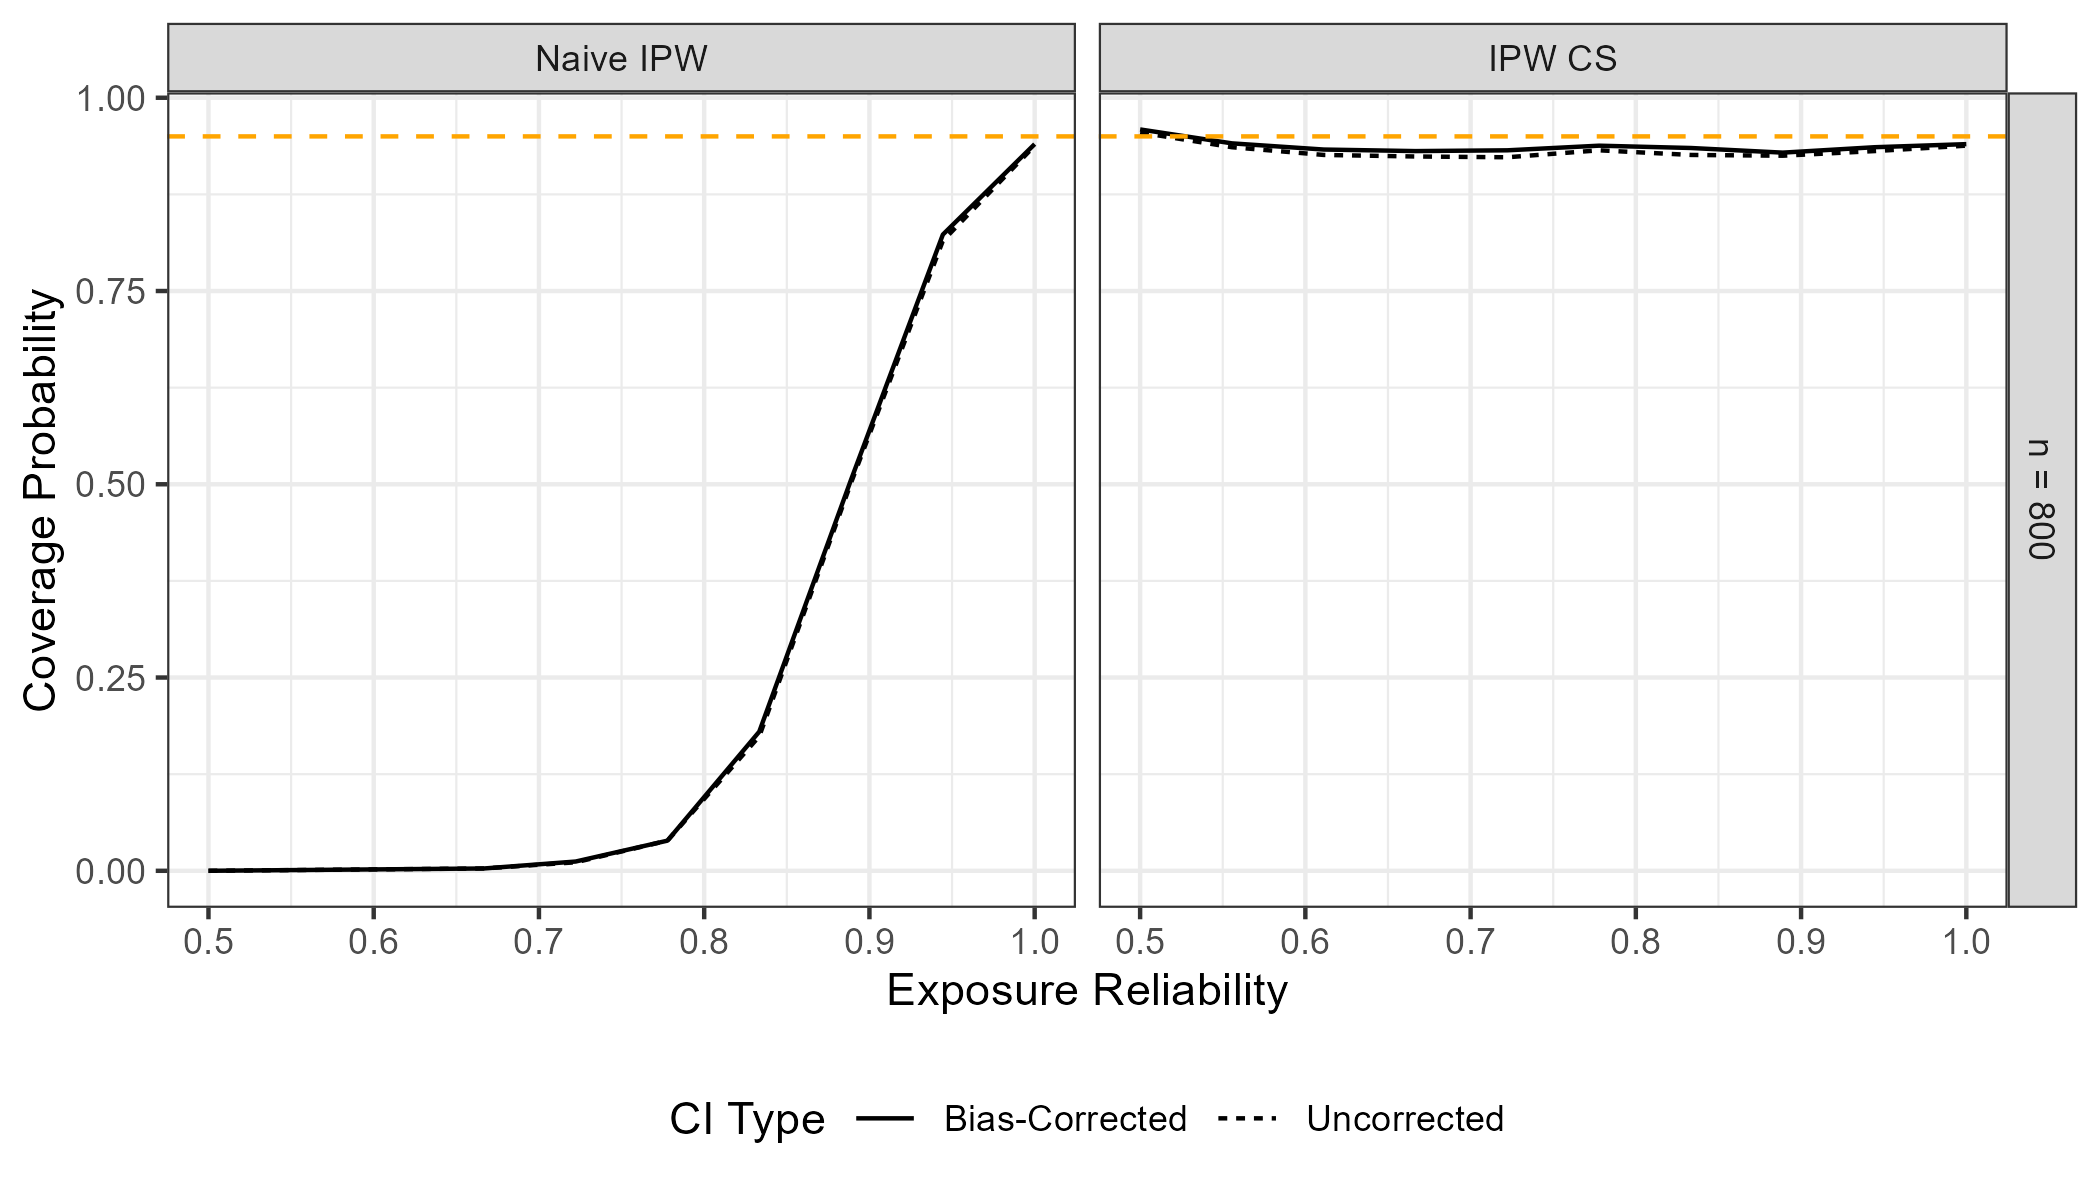 Naive IPW
IPW CS
1.00
0.75
0.50
0.25
0.00
Coverage Probability
n = 800
0.5 0.6 0.7 0.8 0.9 1.0
0.5 0.6 0.7 0.8 0.9 1.0
Exposure Reliability
CI Type Bias-Corrected Uncorrected